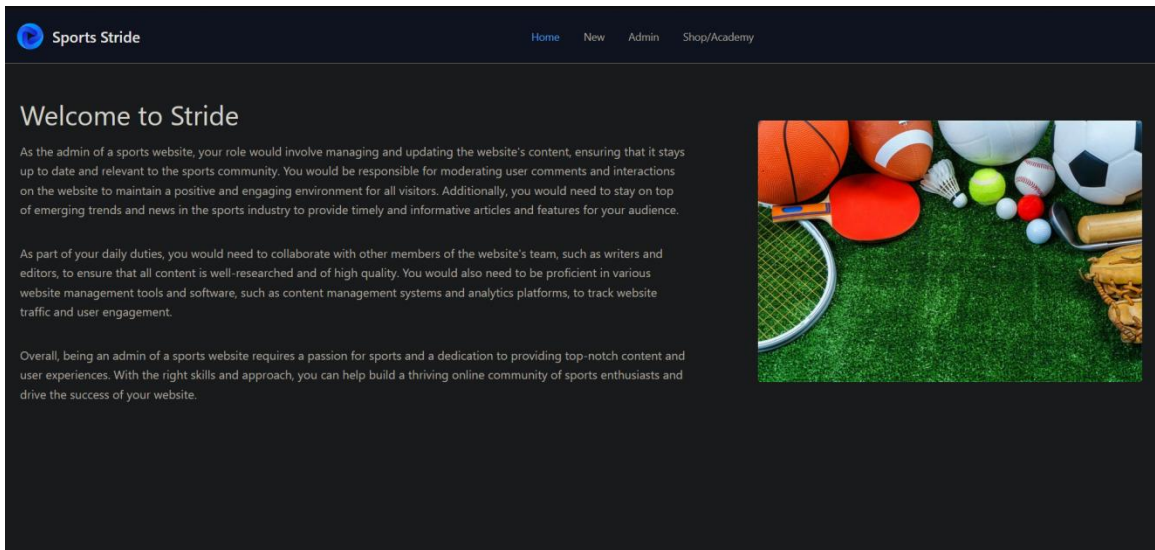 Sports Stride
Home New Admin Shop/Academy
Welcome to Stride
As the admin of a sports website, your role would involve managing and updating the website's content, ensuring that it stays
up to date and relevant to the sports community. You would be responsible for moderating user comments and interactions
on the website to maintain a positive and engaging environment for all visitors. Additionally, you would need to stay on top
of emerging trends and news in the sports industry to provide timely and informative articles and features for your audience.
As part of your daily duties, you would need to collaborate with other members of the website's team, such as writers and
editors, to ensure that all content is well-researched and of high quality. You would also need to be proficient in various
website management tools and software, such as content management systems and analytics platforms, to track website
traffic and user engagement.
Overall, being an admin of a sports website requires a passion for sports and a dedication to providing top-notch content and
user experiences. With the right skills and approach, you can help build a thriving online community of sports enthusiasts and
drive the success of your website.